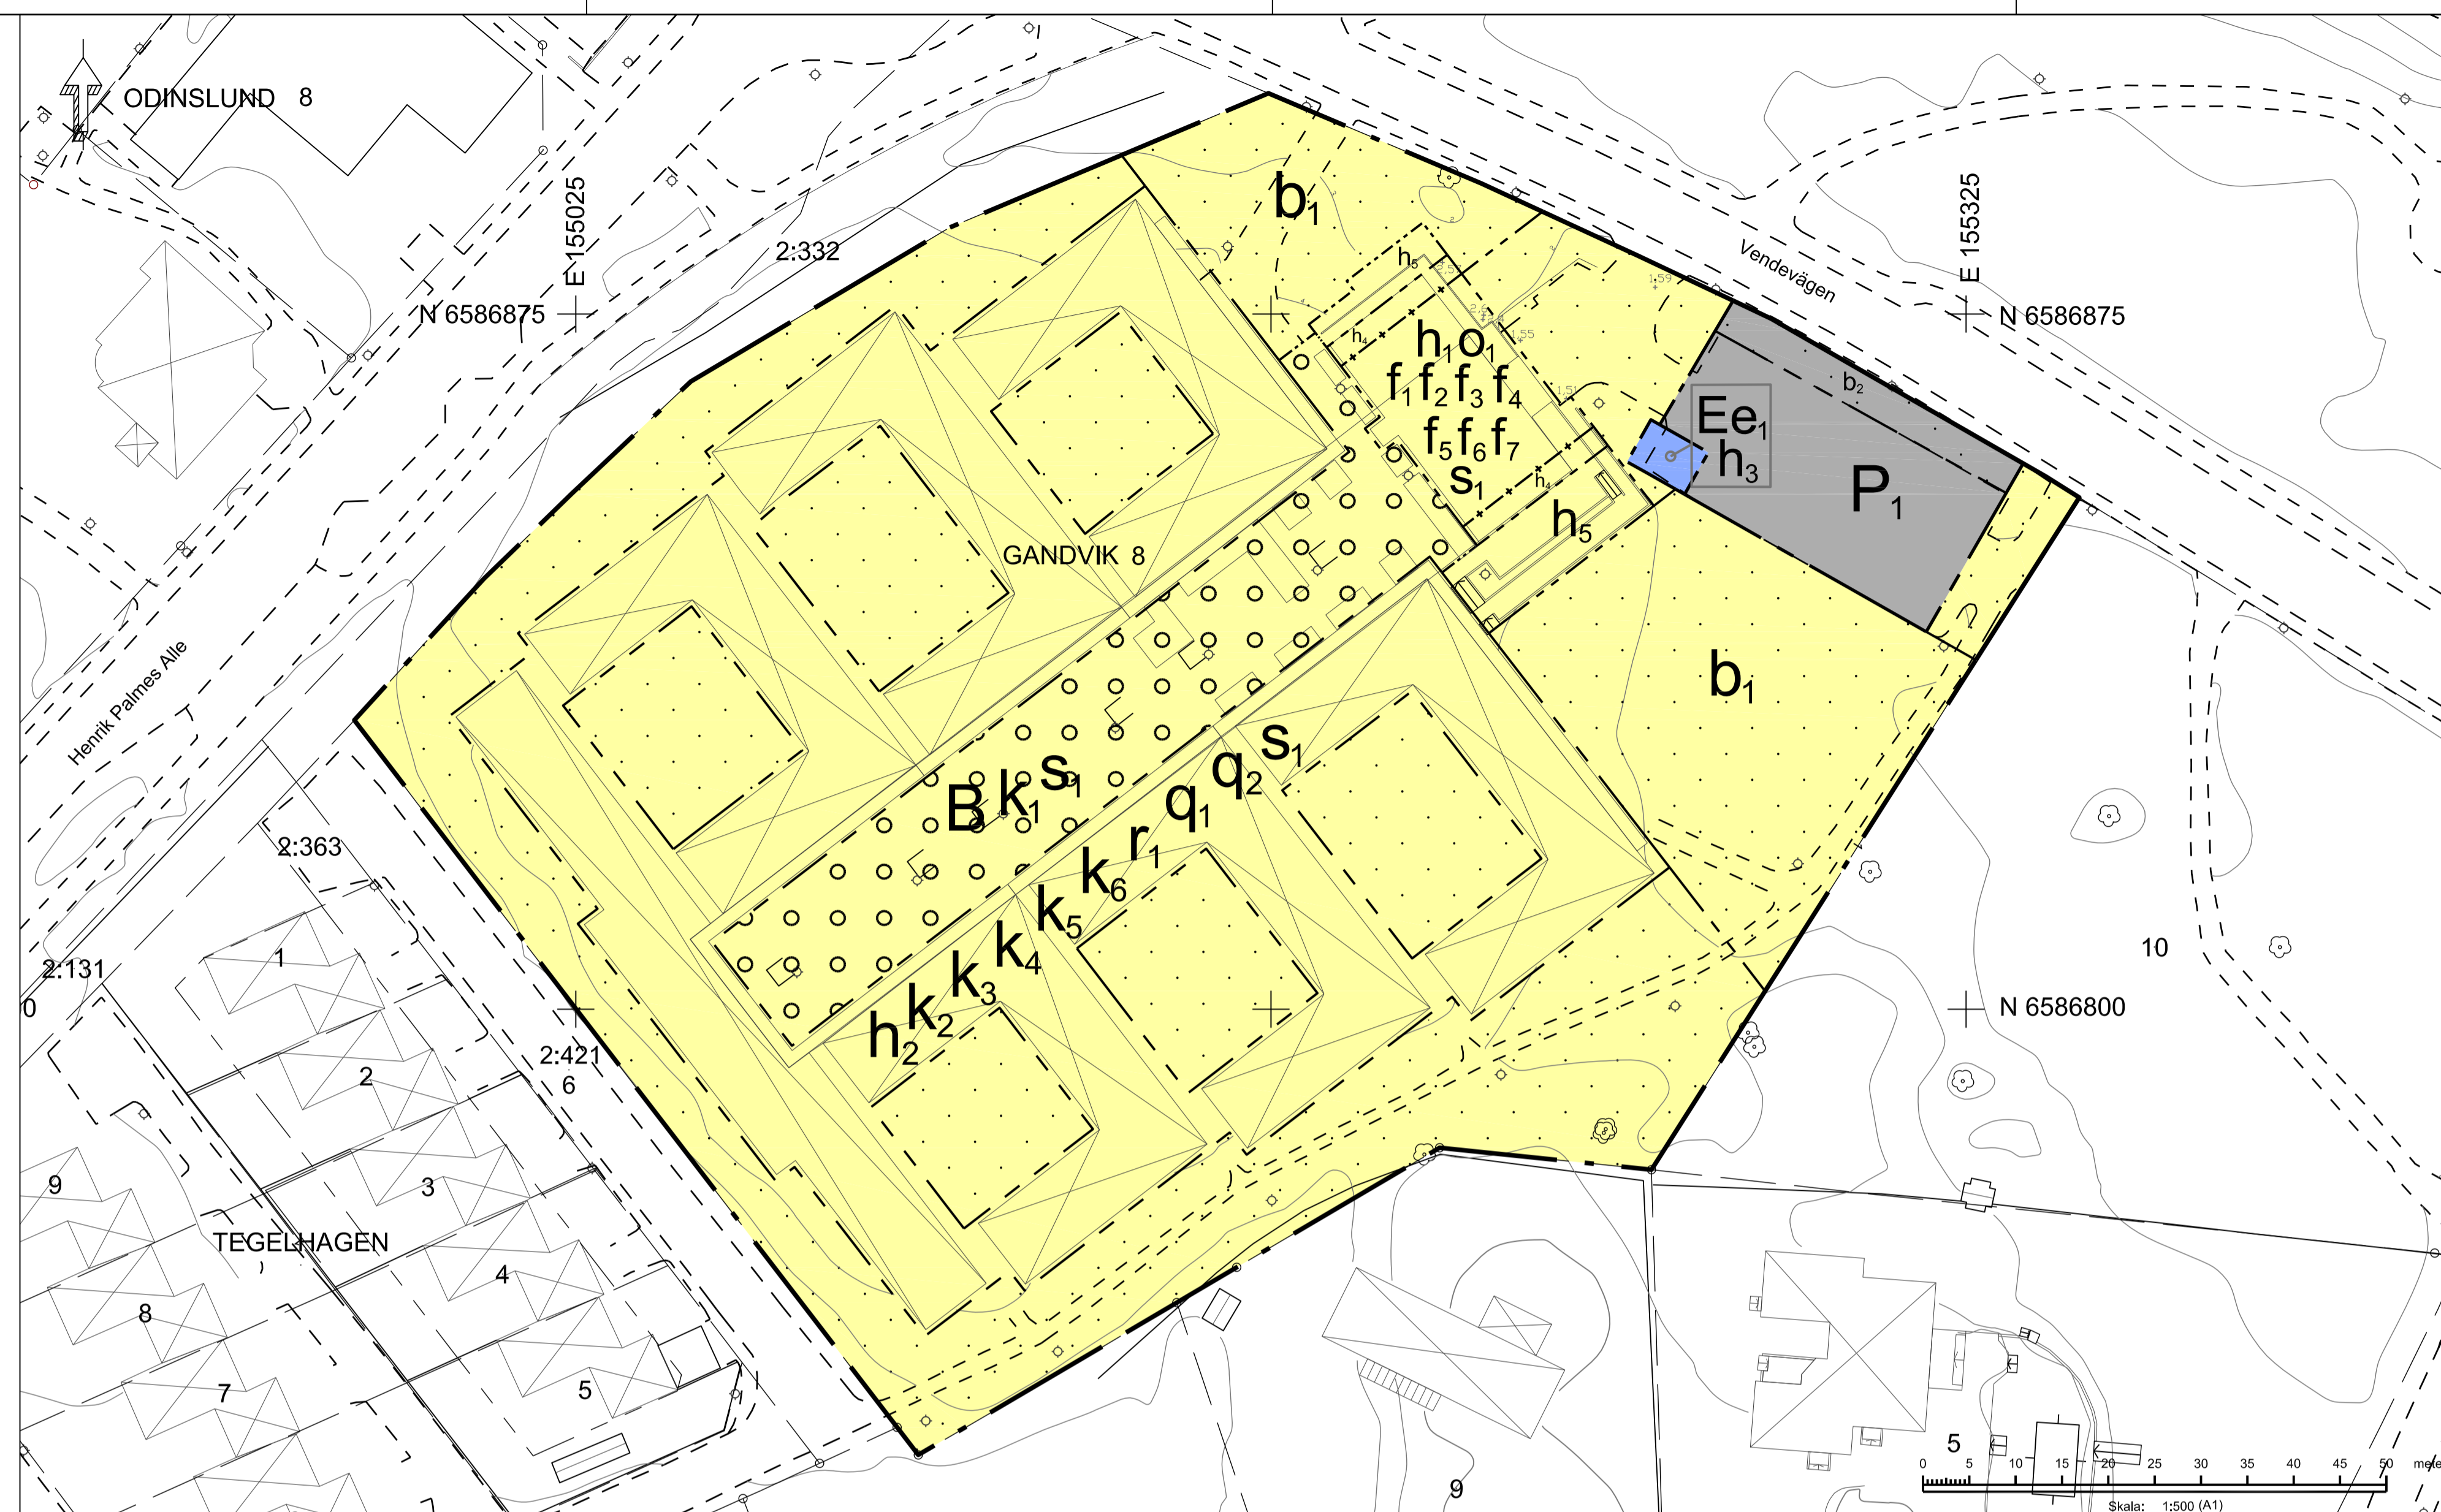 ODINSLUND 8
E 155025
2:332
N 6586875
b1
Vendevägen
E 155325
N 6586875
h5
h4
h1 o1
f1 f2 f3 f4
f5 f6 f7
s1
h4
h5
b2
Ee1
h3
P1
GANDVIK 8
b1
Henrik Palmes Alle
B k1 s1
h2 k2 k3 k4 k5 k6 r1 q1 q2 s1
2:363
2:131
0
1
2
3
4
5
2:421
6
9
8
7
TEGELHAGEN
10
N 6586800
9
5
0 5 10 15 20 25 30 35 40 45 50
Skala: 1:500 (A1)